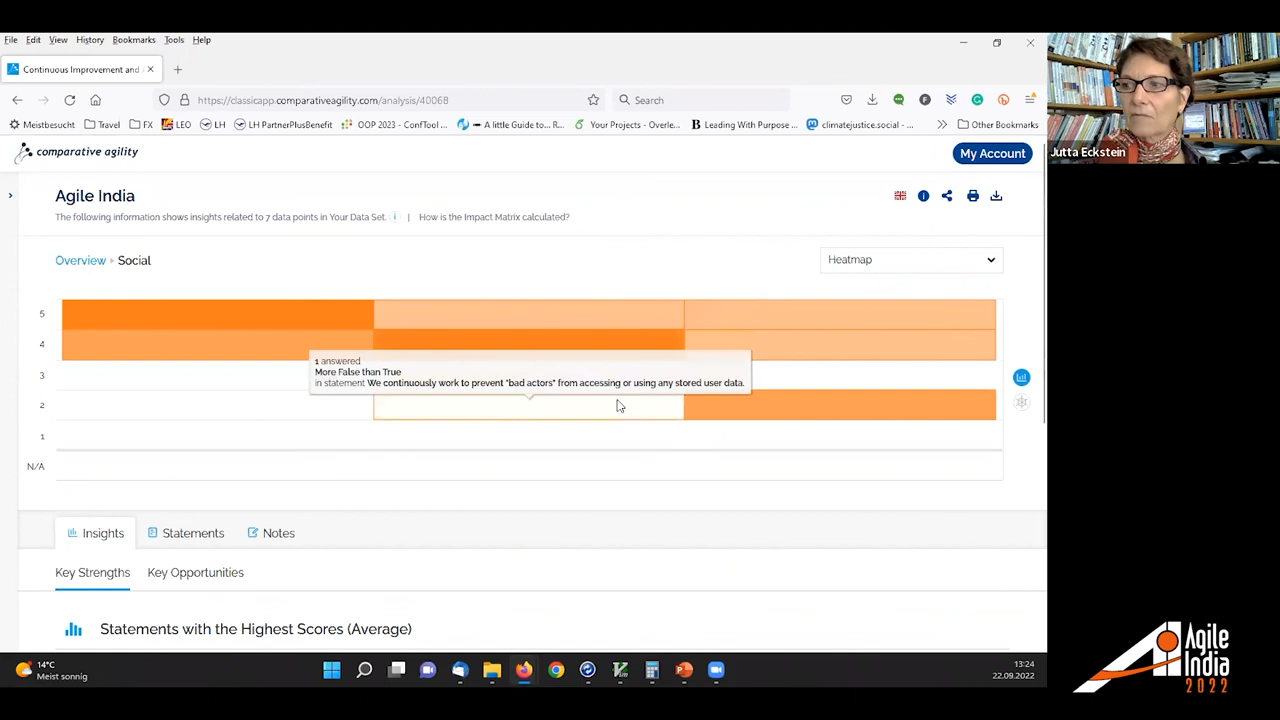 File Edit View History Bookmarks Tools Help
Continuous Improvement and
https://classicapp.comparativeagility.com/analysis/40068
Search
Meistbesucht Travel FX LEO LH LH PartnerPlusBenefit OOP 2023 - ConfTool ... A little Guide to... R... Your Projects - Overle... B Leading With Purpose ... climatejustice.social - ... Other Bookmarks
comparative agility
My Account
Jutta Eckstein
Agile India
The following information shows insights related to 7 data points in Your Data Set. i | How is the Impact Matrix calculated?
Overview Social
Heatmap
5
4
1 answered
More False than True
in statement We continuously work to prevent "bad actors" from accessing or using any stored user data.
3
2
1
N/A
Insights Statements Notes
Key Strengths Key Opportunities
Statements with the Highest Scores (Average)
14°C
Meist sonnig
13:24
22.09.2022
Agile
India
2022